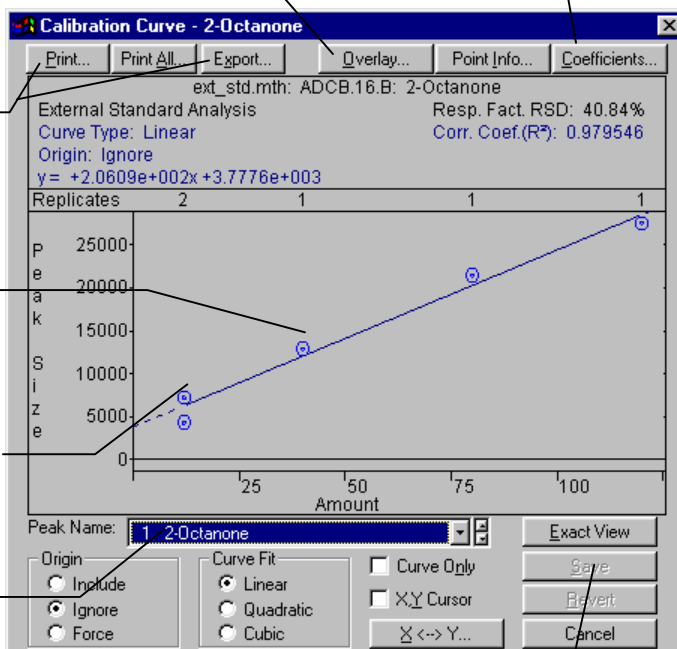 Calibration Curve - 2-Octanone
Print... Print All... Export... Overlay... Point Info... Coefficients...
ext_std.mth: ADCB.16.B: 2-Octanone
External Standard Analysis Resp. Fact. RSD: 40.84%
Curve Type: Linear Corr. Coef.(R²): 0.979546
Origin: Ignore
y = +2.0609e+002x +3.7776e+003
Replicates 2 1 1 1
Peak Size
25000
20000
15000
10000
5000
0
25 50 75 100
Amount
Peak Name: 1 2-Octanone Exact View
Origin Curve Fit Curve Only Save
Include Linear X,Y Cursor Revert
Ignore Quadratic
Force Cubic X <--> Y... Cancel